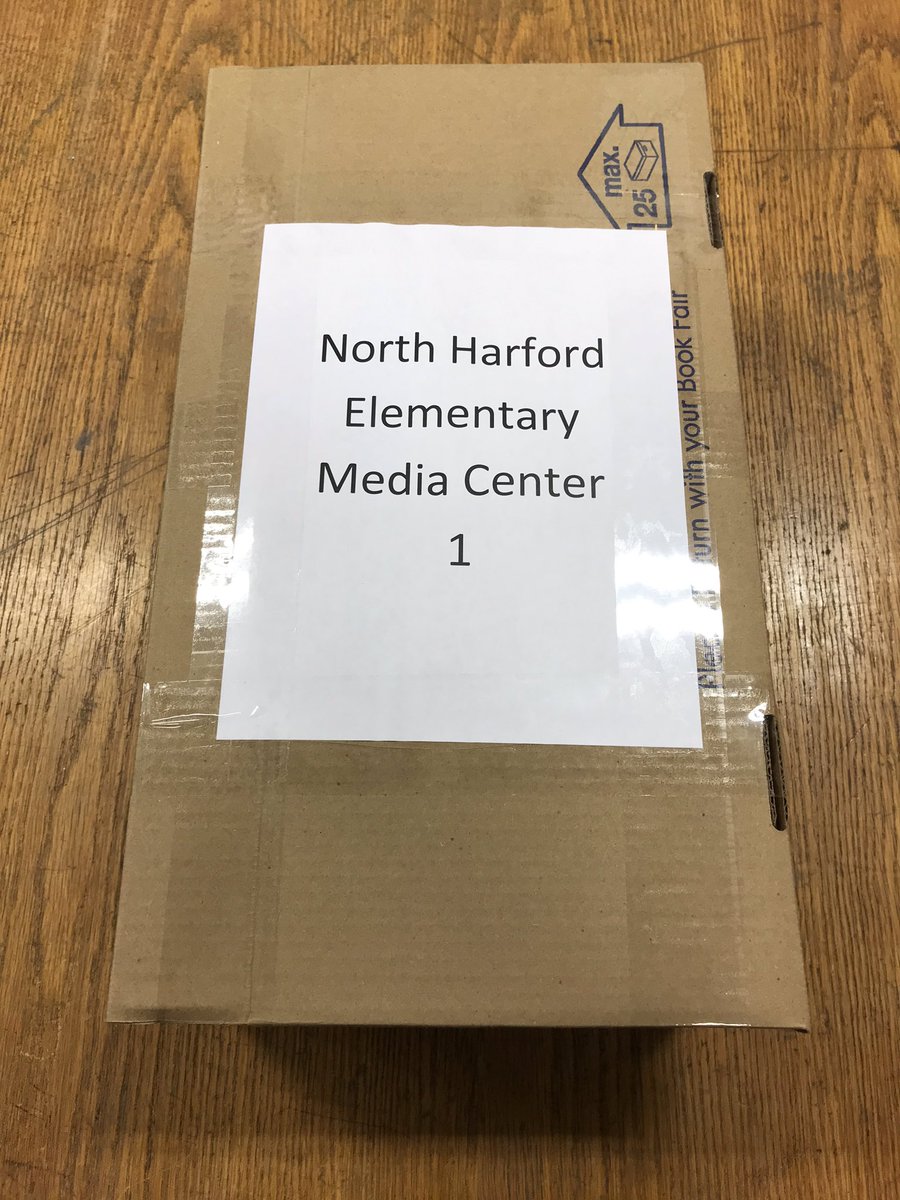 North Harford
Elementary
Media Center
1
max.
25
with your Book Fair